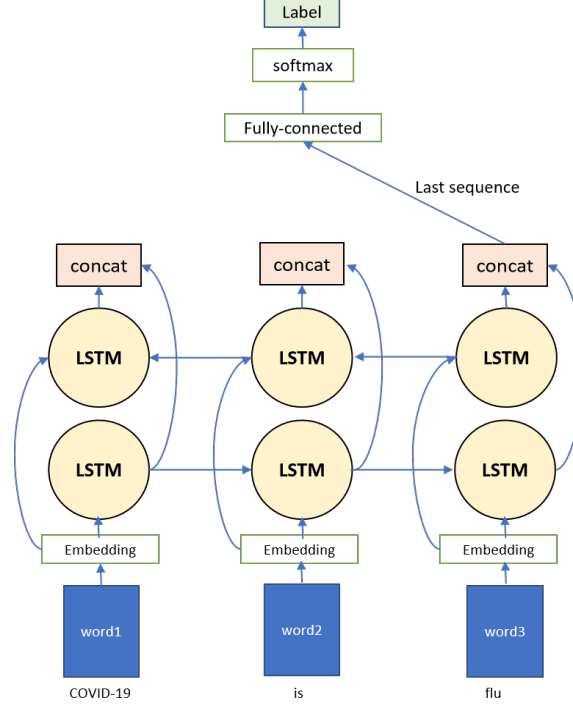 Label
softmax
Fully-connected
Last sequence
concat
concat
concat
LSTM
LSTM
LSTM
LSTM
LSTM
LSTM
Embedding
Embedding
Embedding
word1
word2
word3
COVID-19
is
flu